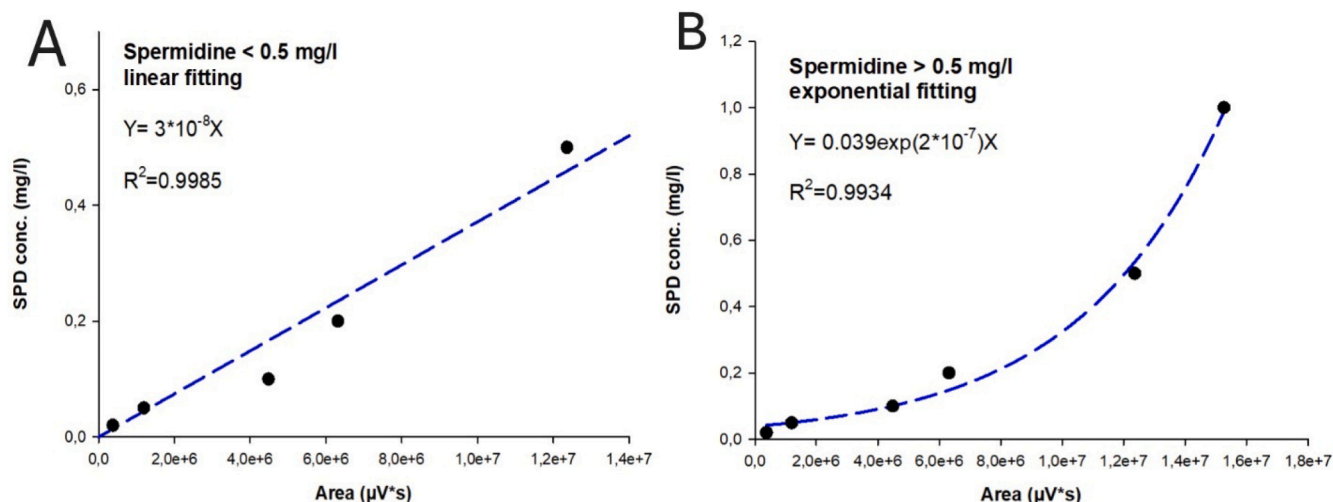 A
Spermidine < 0.5 mg/l
linear fitting
Y= 3*10⁻⁸X
R²=0.9985
SPD conc. (mg/l)
0,6
0,4
0,2
0,0
0,0 2,0e+6 4,0e+6 6,0e+6 8,0e+6 1,0e+7 1,2e+7 1,4e+7
Area (µV*s)
B
Spermidine > 0.5 mg/l
exponential fitting
Y= 0.039exp(2*10⁻⁷)X
R²=0.9934
SPD conc. (mg/l)
1,2
1,0
0,8
0,6
0,4
0,2
0,0
0,0 2,0e+6 4,0e+6 6,0e+6 8,0e+6 1,0e+7 1,2e+7 1,4e+7 1,6e+7 1,8e+7
Area (µV*s)